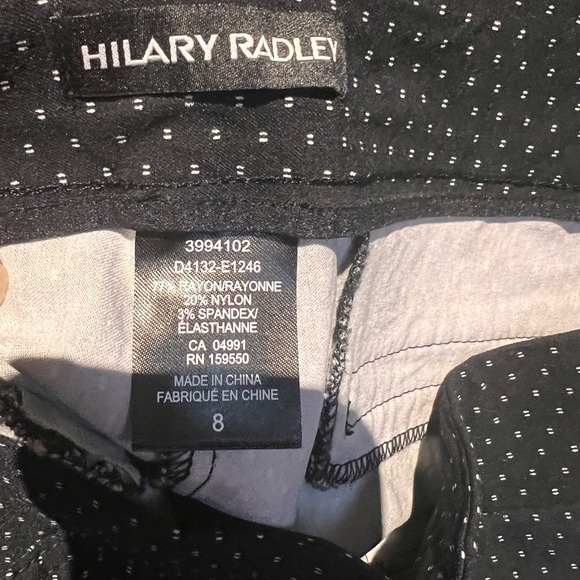 HILARY RADLEY
3994102
D4132-E1246
77% RAYON/RAYONNE
20% NYLON
3% SPANDEX/
ÉLASTHANNE
CA 04991
RN 159550
MADE IN CHINA
FABRIQUÉ EN CHINE
8